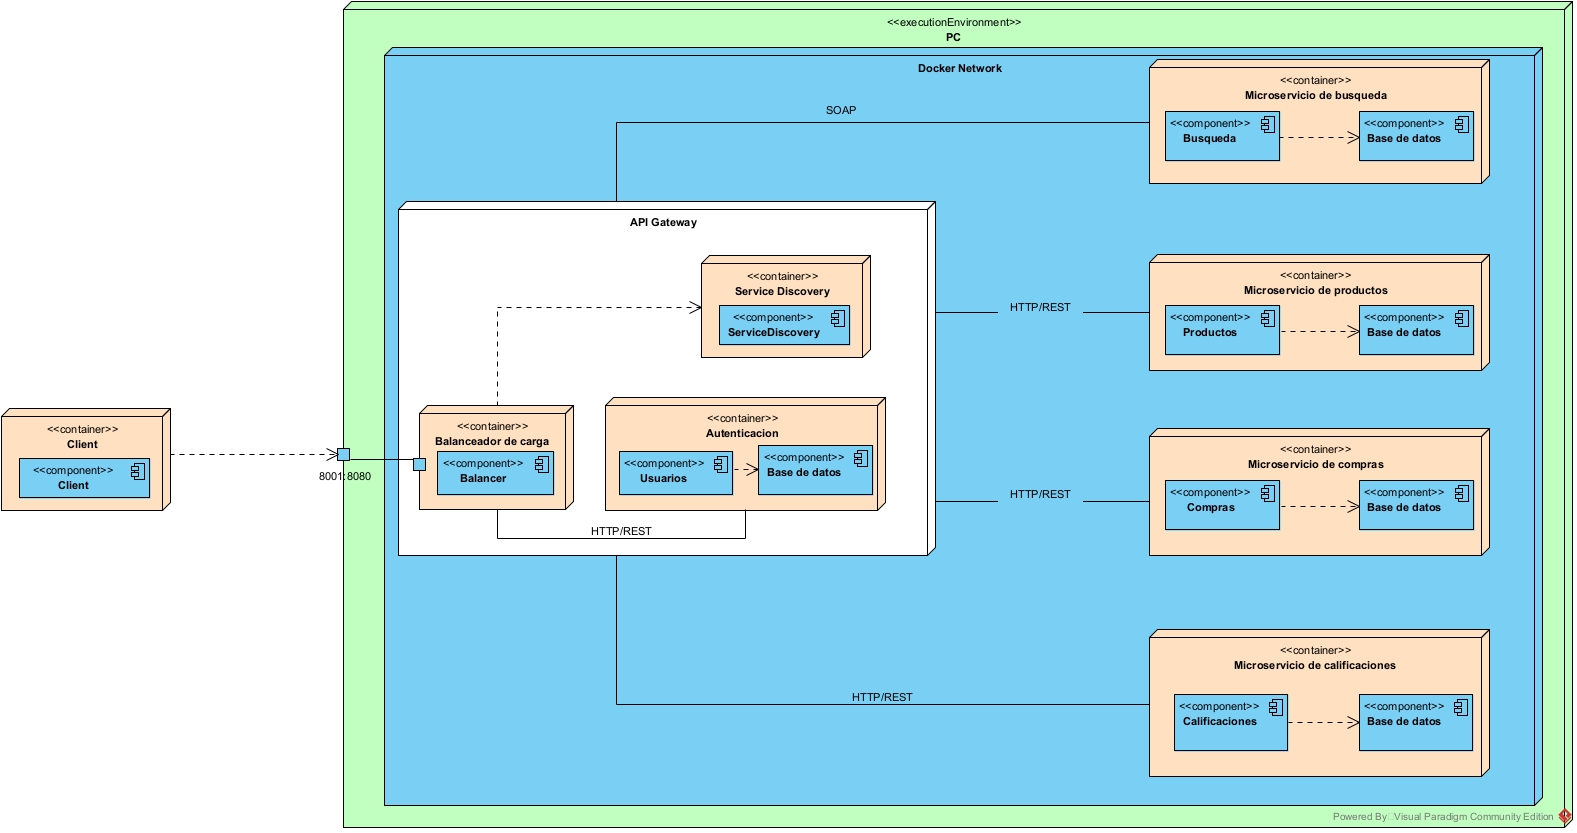 <<executionEnvironment>>
PC
Docker Network
<<container>>
Microservicio de busqueda
<<component>>
Busqueda
<<component>>
Base de datos
SOAP
API Gateway
<<container>>
Service Discovery
<<component>>
ServiceDiscovery
<<container>>
Microservicio de productos
<<component>>
Productos
<<component>>
Base de datos
HTTP/REST
<<container>>
Client
<<component>>
Client
8001:8080
<<container>>
Balanceador de carga
<<component>>
Balancer
<<container>>
Autenticacion
<<component>>
Usuarios
<<component>>
Base de datos
HTTP/REST
HTTP/REST
<<container>>
Microservicio de compras
<<component>>
Compras
<<component>>
Base de datos
HTTP/REST
<<container>>
Microservicio de calificaciones
<<component>>
Calificaciones
<<component>>
Base de datos
Powered By Visual Paradigm Community Edition